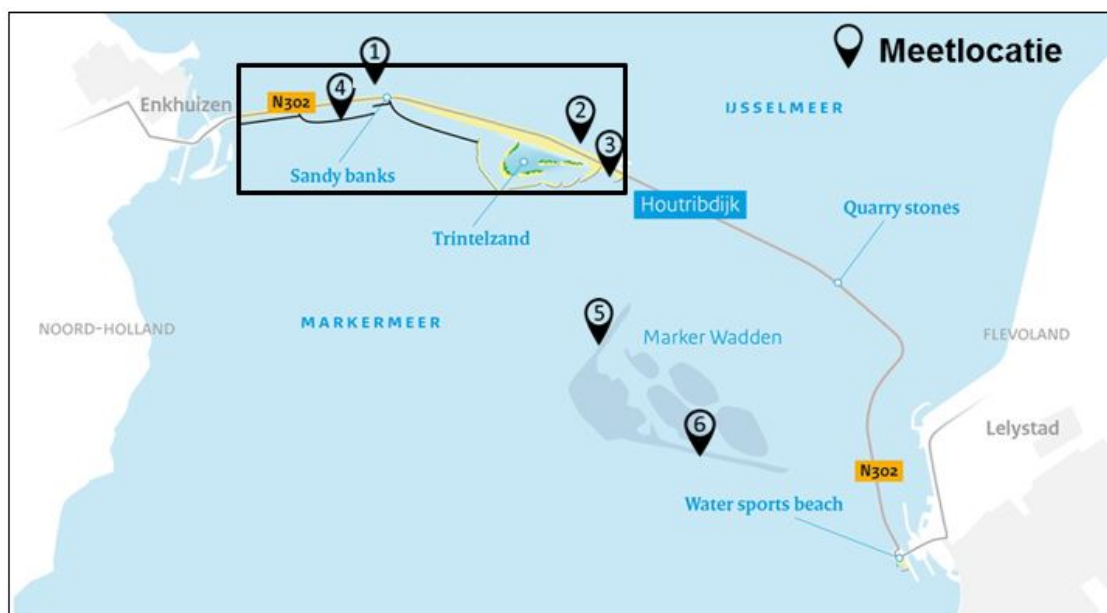 Meetlocatie
1
4
N302
Enkhuizen
IJSSELMEER
2
3
Sandy banks
Houtribdijk
Quarry stones
Trintelzand
5
MARKERMEER
NOORD-HOLLAND
Marker Wadden
FLEVOLAND
6
Lelystad
N302
Water sports beach